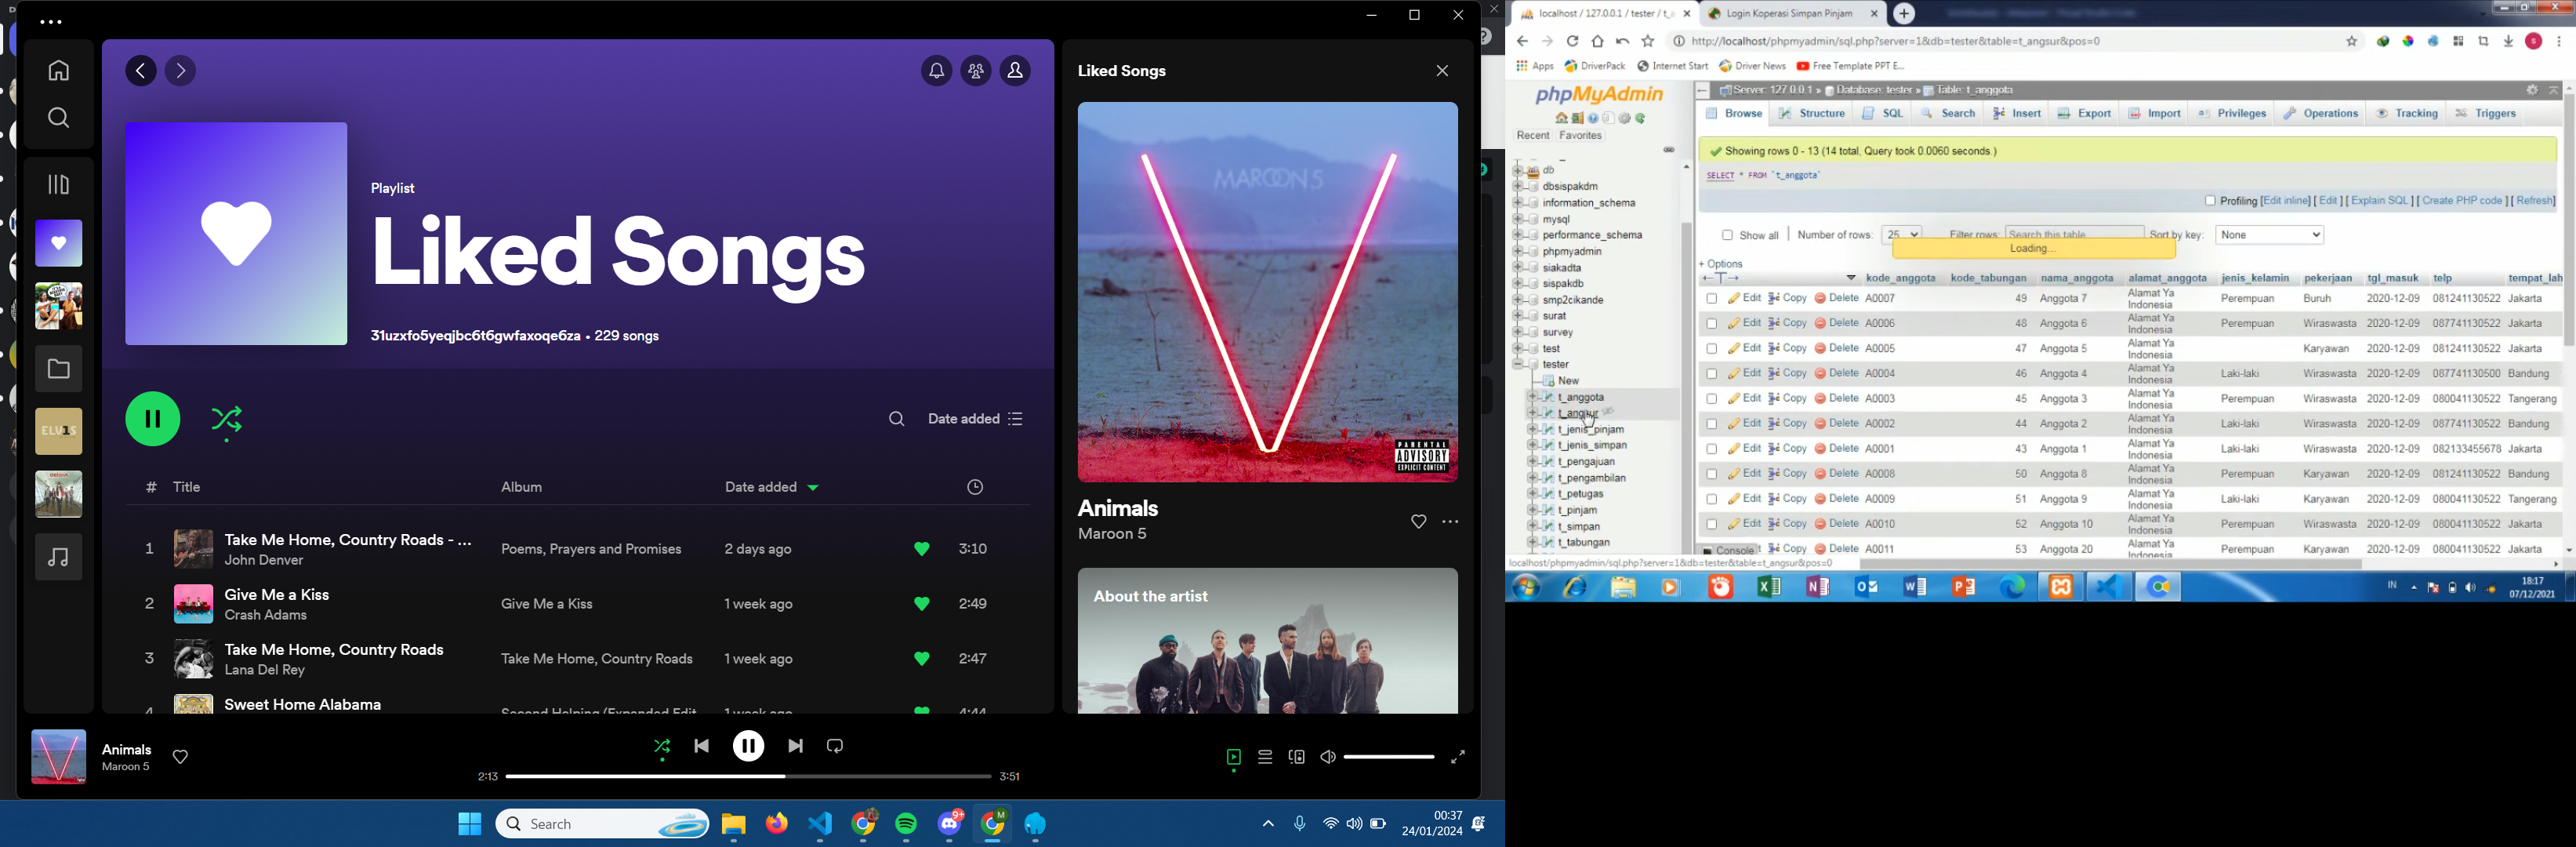 Playlist
Liked Songs
31uzxfo5yeqjbc6t6gwfaxoqe6za • 229 songs
Date added
# Title Album Date added
1 Take Me Home, Country Roads - ... Poems, Prayers and Promises 2 days ago 3:10
John Denver
2 Give Me a Kiss Give Me a Kiss 1 week ago 2:49
Crash Adams
3 Take Me Home, Country Roads Take Me Home, Country Roads 1 week ago 2:47
Lana Del Rey
4 Sweet Home Alabama Second Helping (Expanded Edit... 1 week ago 4:44
ELV1S
Liked Songs
MAROON 5
PARENTAL
ADVISORY
EXPLICIT CONTENT
Animals
Maroon 5
About the artist
Animals
Maroon 5
2:13 3:51
Search
9+
M
00:37
24/01/2024
localhost / 127.0.0.1 / tester / t_a
Login Koperasi Simpan Pinjam
http://localhost/phpmyadmin/sql.php?server=1&db=tester&table=t_angsur&pos=0
Apps DriverPack Internet Start Driver News Free Template PPT E...
phpMyAdmin
Recent Favorites
db
dbsispakdm
information_schema
mysql
performance_schema
phpmyadmin
siakadta
sispakdb
smp2cikande
surat
survey
test
tester
New
t_anggota
t_angsur
t_jenis_pinjam
t_jenis_simpan
t_pengajuan
t_pengambilan
t_petugas
t_pinjam
t_simpan
t_tabungan
Server: 127.0.0.1 » Database: tester » Table: t_anggota
Browse Structure SQL Search Insert Export Import Privileges Operations Tracking Triggers
Showing rows 0 - 13 (14 total, Query took 0.0060 seconds.)
SELECT * FROM `t_anggota`
Profiling [Edit inline] [ Edit ] [ Explain SQL ] [ Create PHP code ] [ Refresh]
Show all Number of rows: 25 Filter rows: Search this table Sort by key: None
Loading...
+ Options
kode_anggota kode_tabungan nama_anggota alamat_anggota jenis_kelamin pekerjaan tgl_masuk telp tempat_lah
Edit Copy Delete A0007 49 Anggota 7 Alamat Ya Indonesia Perempuan Buruh 2020-12-09 081241130522 Jakarta
Edit Copy Delete A0006 48 Anggota 6 Alamat Ya Indonesia Perempuan Wiraswasta 2020-12-09 087741130522 Jakarta
Edit Copy Delete A0005 47 Anggota 5 Alamat Ya Indonesia Karyawan 2020-12-09 081241130522 Jakarta
Edit Copy Delete A0004 46 Anggota 4 Alamat Ya Indonesia Laki-laki Wiraswasta 2020-12-09 087741130500 Bandung
Edit Copy Delete A0003 45 Anggota 3 Alamat Ya Indonesia Perempuan Wiraswasta 2020-12-09 080041130522 Tangerang
Edit Copy Delete A0002 44 Anggota 2 Alamat Ya Indonesia Laki-laki Wiraswasta 2020-12-09 087741130522 Bandung
Edit Copy Delete A0001 43 Anggota 1 Alamat Ya Indonesia Laki-laki Wiraswasta 2020-12-09 082133455678 Jakarta
Edit Copy Delete A0008 50 Anggota 8 Alamat Ya Indonesia Perempuan Karyawan 2020-12-09 081241130522 Bandung
Edit Copy Delete A0009 51 Anggota 9 Alamat Ya Indonesia Laki-laki Karyawan 2020-12-09 080041130522 Tangerang
Edit Copy Delete A0010 52 Anggota 10 Alamat Ya Indonesia Perempuan Wiraswasta 2020-12-09 080041130522 Jakarta
Console Edit Copy Delete A0011 53 Anggota 20 Alamat Ya Indonesia Perempuan Karyawan 2020-12-09 080041130522 Jakarta
localhost/phpmyadmin/sql.php?server=1&db=tester&table=t_angsur&pos=0
IN
18:17
07/12/2021